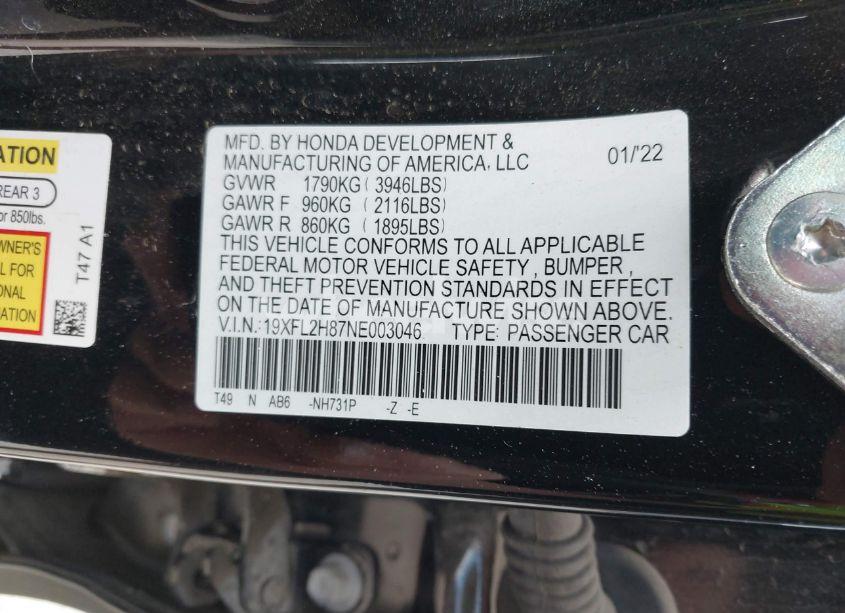 ATION
REAR 3
or 850lbs.
WNER'S
L FOR
ONAL
MATION
T47 A1
MFD. BY HONDA DEVELOPMENT &
MANUFACTURING OF AMERICA, LLC 01/'22
GVWR 1790KG ( 3946LBS)
GAWR F 960KG ( 2116LBS)
GAWR R 860KG ( 1895LBS)
THIS VEHICLE CONFORMS TO ALL APPLICABLE
FEDERAL MOTOR VEHICLE SAFETY , BUMPER ,
AND THEFT PREVENTION STANDARDS IN EFFECT
ON THE DATE OF MANUFACTURE SHOWN ABOVE.
V.I.N.:19XFL2H87NE003046 TYPE: PASSENGER CAR
T49 N AB6 -NH731P -Z -E